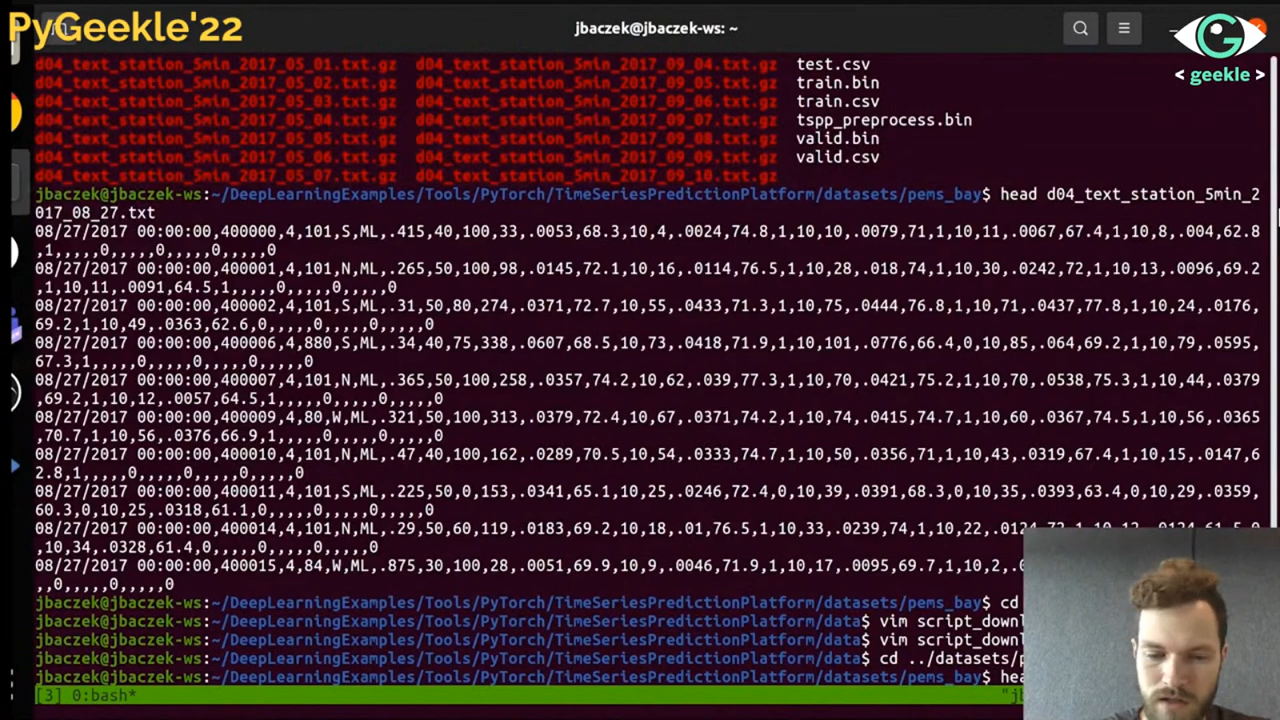 PyGeekle'22
jbaczek@jbaczek-ws: ~
G
< geekle >
d04_text_station_5min_2017_05_01.txt.gz d04_text_station_5min_2017_09_04.txt.gz test.csv
d04_text_station_5min_2017_05_02.txt.gz d04_text_station_5min_2017_09_05.txt.gz train.bin
d04_text_station_5min_2017_05_03.txt.gz d04_text_station_5min_2017_09_06.txt.gz train.csv
d04_text_station_5min_2017_05_04.txt.gz d04_text_station_5min_2017_09_07.txt.gz tspp_preprocess.bin
d04_text_station_5min_2017_05_05.txt.gz d04_text_station_5min_2017_09_08.txt.gz valid.bin
d04_text_station_5min_2017_05_06.txt.gz d04_text_station_5min_2017_09_09.txt.gz valid.csv
d04_text_station_5min_2017_05_07.txt.gz d04_text_station_5min_2017_09_10.txt.gz
jbaczek@jbaczek-ws:~/DeepLearningExamples/Tools/PyTorch/TimeSeriesPredictionPlatform/datasets/pems_bay$ head d04_text_station_5min_2
017_08_27.txt
08/27/2017 00:00:00,400000,4,101,S,ML,.415,40,100,33,.0053,68.3,10,4,.0024,74.8,1,10,10,.0079,71,1,10,11,.0067,67.4,1,10,8,.004,62.8
,1,,,,,0,,,,,0,,,,,0,,,,,0
08/27/2017 00:00:00,400001,4,101,N,ML,.265,50,100,98,.0145,72.1,10,16,.0114,76.5,1,10,28,.018,74,1,10,30,.0242,72,1,10,13,.0096,69.2
,1,10,11,.0091,64.5,1,,,,,0,,,,,0,,,,,0
08/27/2017 00:00:00,400002,4,101,S,ML,.31,50,80,274,.0371,72.7,10,55,.0433,71.3,1,10,75,.0444,76.8,1,10,71,.0437,77.8,1,10,24,.0176,
69.2,1,10,49,.0363,62.6,0,,,,,0,,,,,0,,,,,0
08/27/2017 00:00:00,400006,4,880,S,ML,.34,40,75,338,.0607,68.5,10,73,.0418,71.9,1,10,101,.0776,66.4,0,10,85,.064,69.2,1,10,79,.0595,
67.3,1,,,,,0,,,,,0,,,,,0,,,,,0
08/27/2017 00:00:00,400007,4,101,N,ML,.365,50,100,258,.0357,74.2,10,62,.039,77.3,1,10,70,.0421,75.2,1,10,70,.0538,75.3,1,10,44,.0379
,69.2,1,10,12,.0057,64.5,1,,,,,0,,,,,0,,,,,0
08/27/2017 00:00:00,400009,4,80,W,ML,.321,50,100,313,.0379,72.4,10,67,.0371,74.2,1,10,74,.0415,74.7,1,10,60,.0367,74.5,1,10,56,.0365
,70.7,1,10,56,.0376,66.9,1,,,,,0,,,,,0,,,,,0
08/27/2017 00:00:00,400010,4,101,N,ML,.47,40,100,162,.0289,70.5,10,54,.0333,74.7,1,10,50,.0356,71,1,10,43,.0319,67.4,1,10,15,.0147,6
2.8,1,,,,,0,,,,,0,,,,,0,,,,,0
08/27/2017 00:00:00,400011,4,101,S,ML,.225,50,0,153,.0341,65.1,10,25,.0246,72.4,0,10,39,.0391,68.3,0,10,35,.0393,63.4,0,10,29,.0359,
60.3,0,10,25,.0318,61.1,0,,,,,0,,,,,0,,,,,0
08/27/2017 00:00:00,400014,4,101,N,ML,.29,50,60,119,.0183,69.2,10,18,.01,76.5,1,10,33,.0239,74,1,10,22,.0124,72,1,10,12,.0124,61.5,0
,10,34,.0328,61.4,0,,,,,0,,,,,0,,,,,0
08/27/2017 00:00:00,400015,4,84,W,ML,.875,30,100,28,.0051,69.9,10,9,.0046,71.9,1,10,17,.0095,69.7,1,10,2,.0
,,0,,,,,0,,,,,0
jbaczek@jbaczek-ws:~/DeepLearningExamples/Tools/PyTorch/TimeSeriesPredictionPlatform/datasets/pems_bay$ cd
jbaczek@jbaczek-ws:~/DeepLearningExamples/Tools/PyTorch/TimeSeriesPredictionPlatform/data$ vim script_downl
jbaczek@jbaczek-ws:~/DeepLearningExamples/Tools/PyTorch/TimeSeriesPredictionPlatform/data$ vim script_downl
jbaczek@jbaczek-ws:~/DeepLearningExamples/Tools/PyTorch/TimeSeriesPredictionPlatform/data$ cd ../datasets/p
jbaczek@jbaczek-ws:~/DeepLearningExamples/Tools/PyTorch/TimeSeriesPredictionPlatform/datasets/pems_bay$ hea
[3] 0:bash* "jb